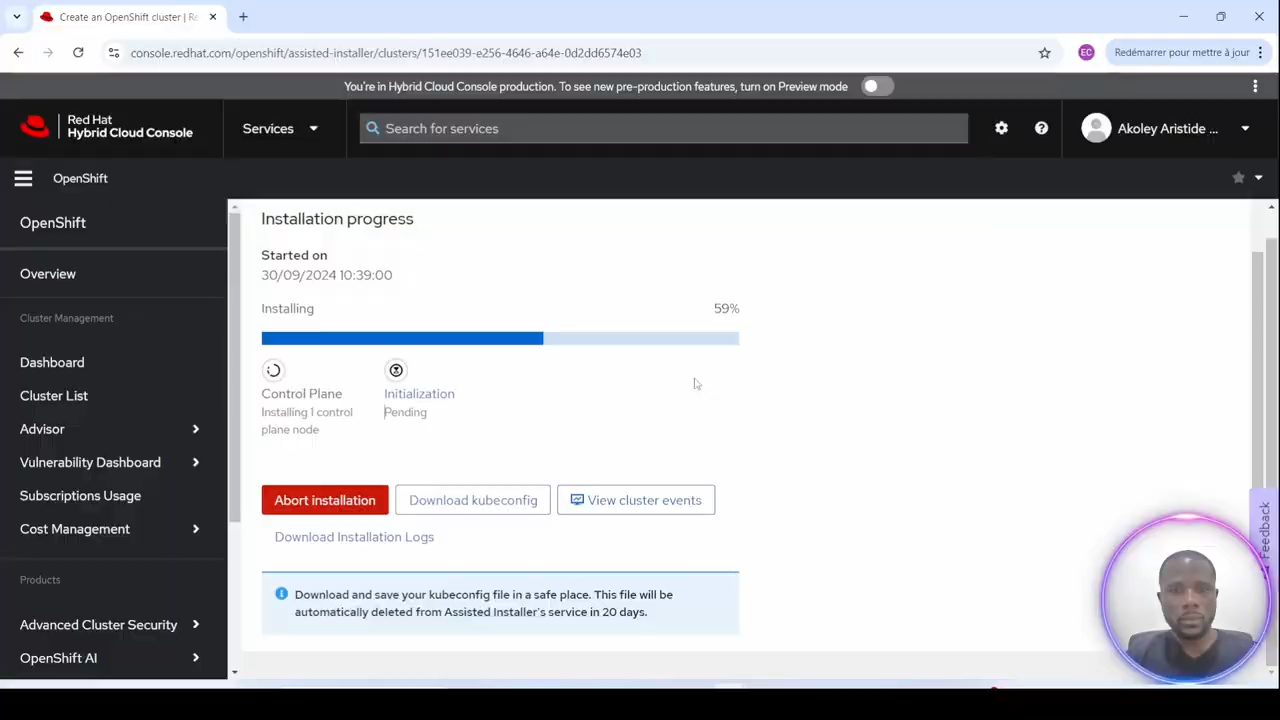 Create an OpenShift cluster | Re
console.redhat.com/openshift/assisted-installer/clusters/151ee039-e256-4646-a64e-0d2dd6574e03
EC
Redémarrer pour mettre à jour
You're in Hybrid Cloud Console production. To see new pre-production features, turn on Preview mode
Red Hat
Hybrid Cloud Console
Services
Search for services
Akoley Aristide ...
OpenShift
OpenShift
Overview
Cluster Management
Dashboard
Cluster List
Advisor
Vulnerability Dashboard
Subscriptions Usage
Cost Management
Products
Advanced Cluster Security
OpenShift AI
Installation progress
Started on
30/09/2024 10:39:00
Installing
59%
Control Plane
Installing 1 control
plane node
Initialization
Pending
Abort installation
Download kubeconfig
View cluster events
Download Installation Logs
Download and save your kubeconfig file in a safe place. This file will be
automatically deleted from Assisted Installer's service in 20 days.
Feedback